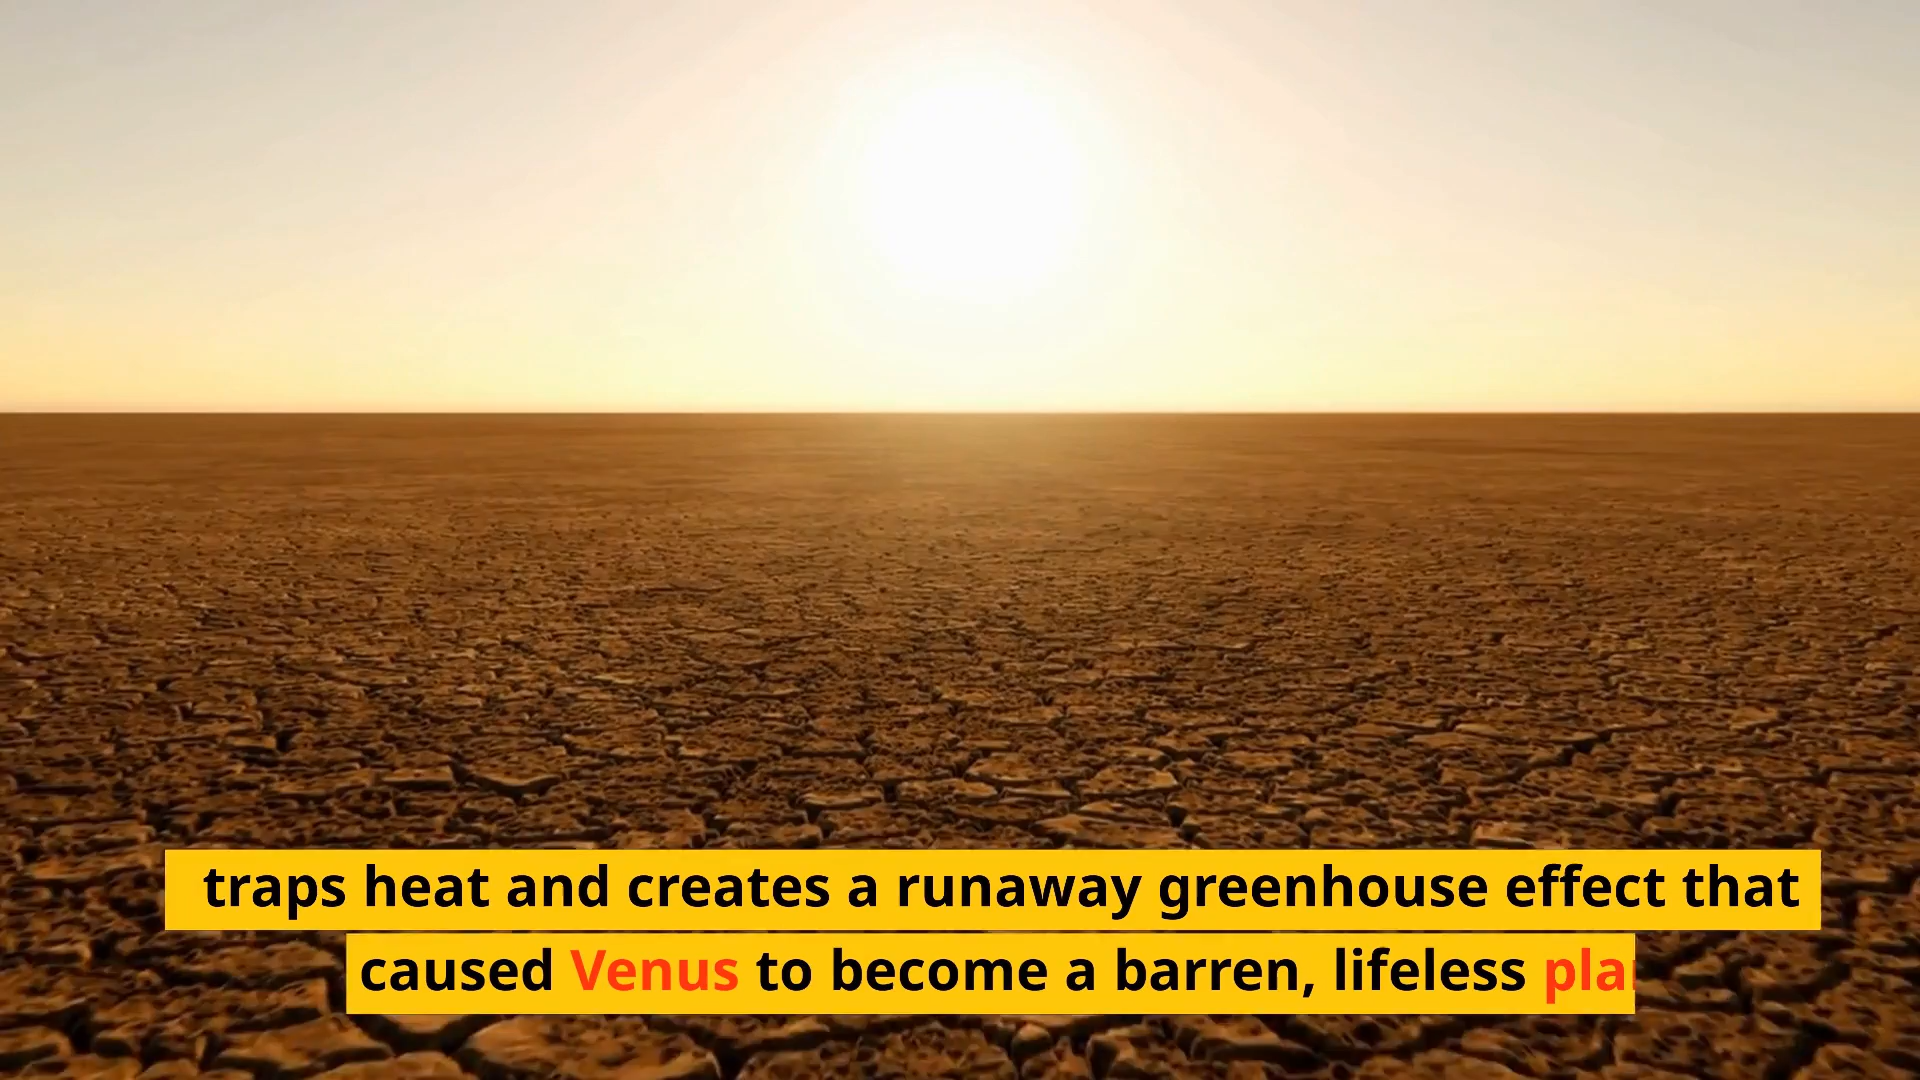 traps heat and creates a runaway greenhouse effect that
caused Venus to become a barren, lifeless